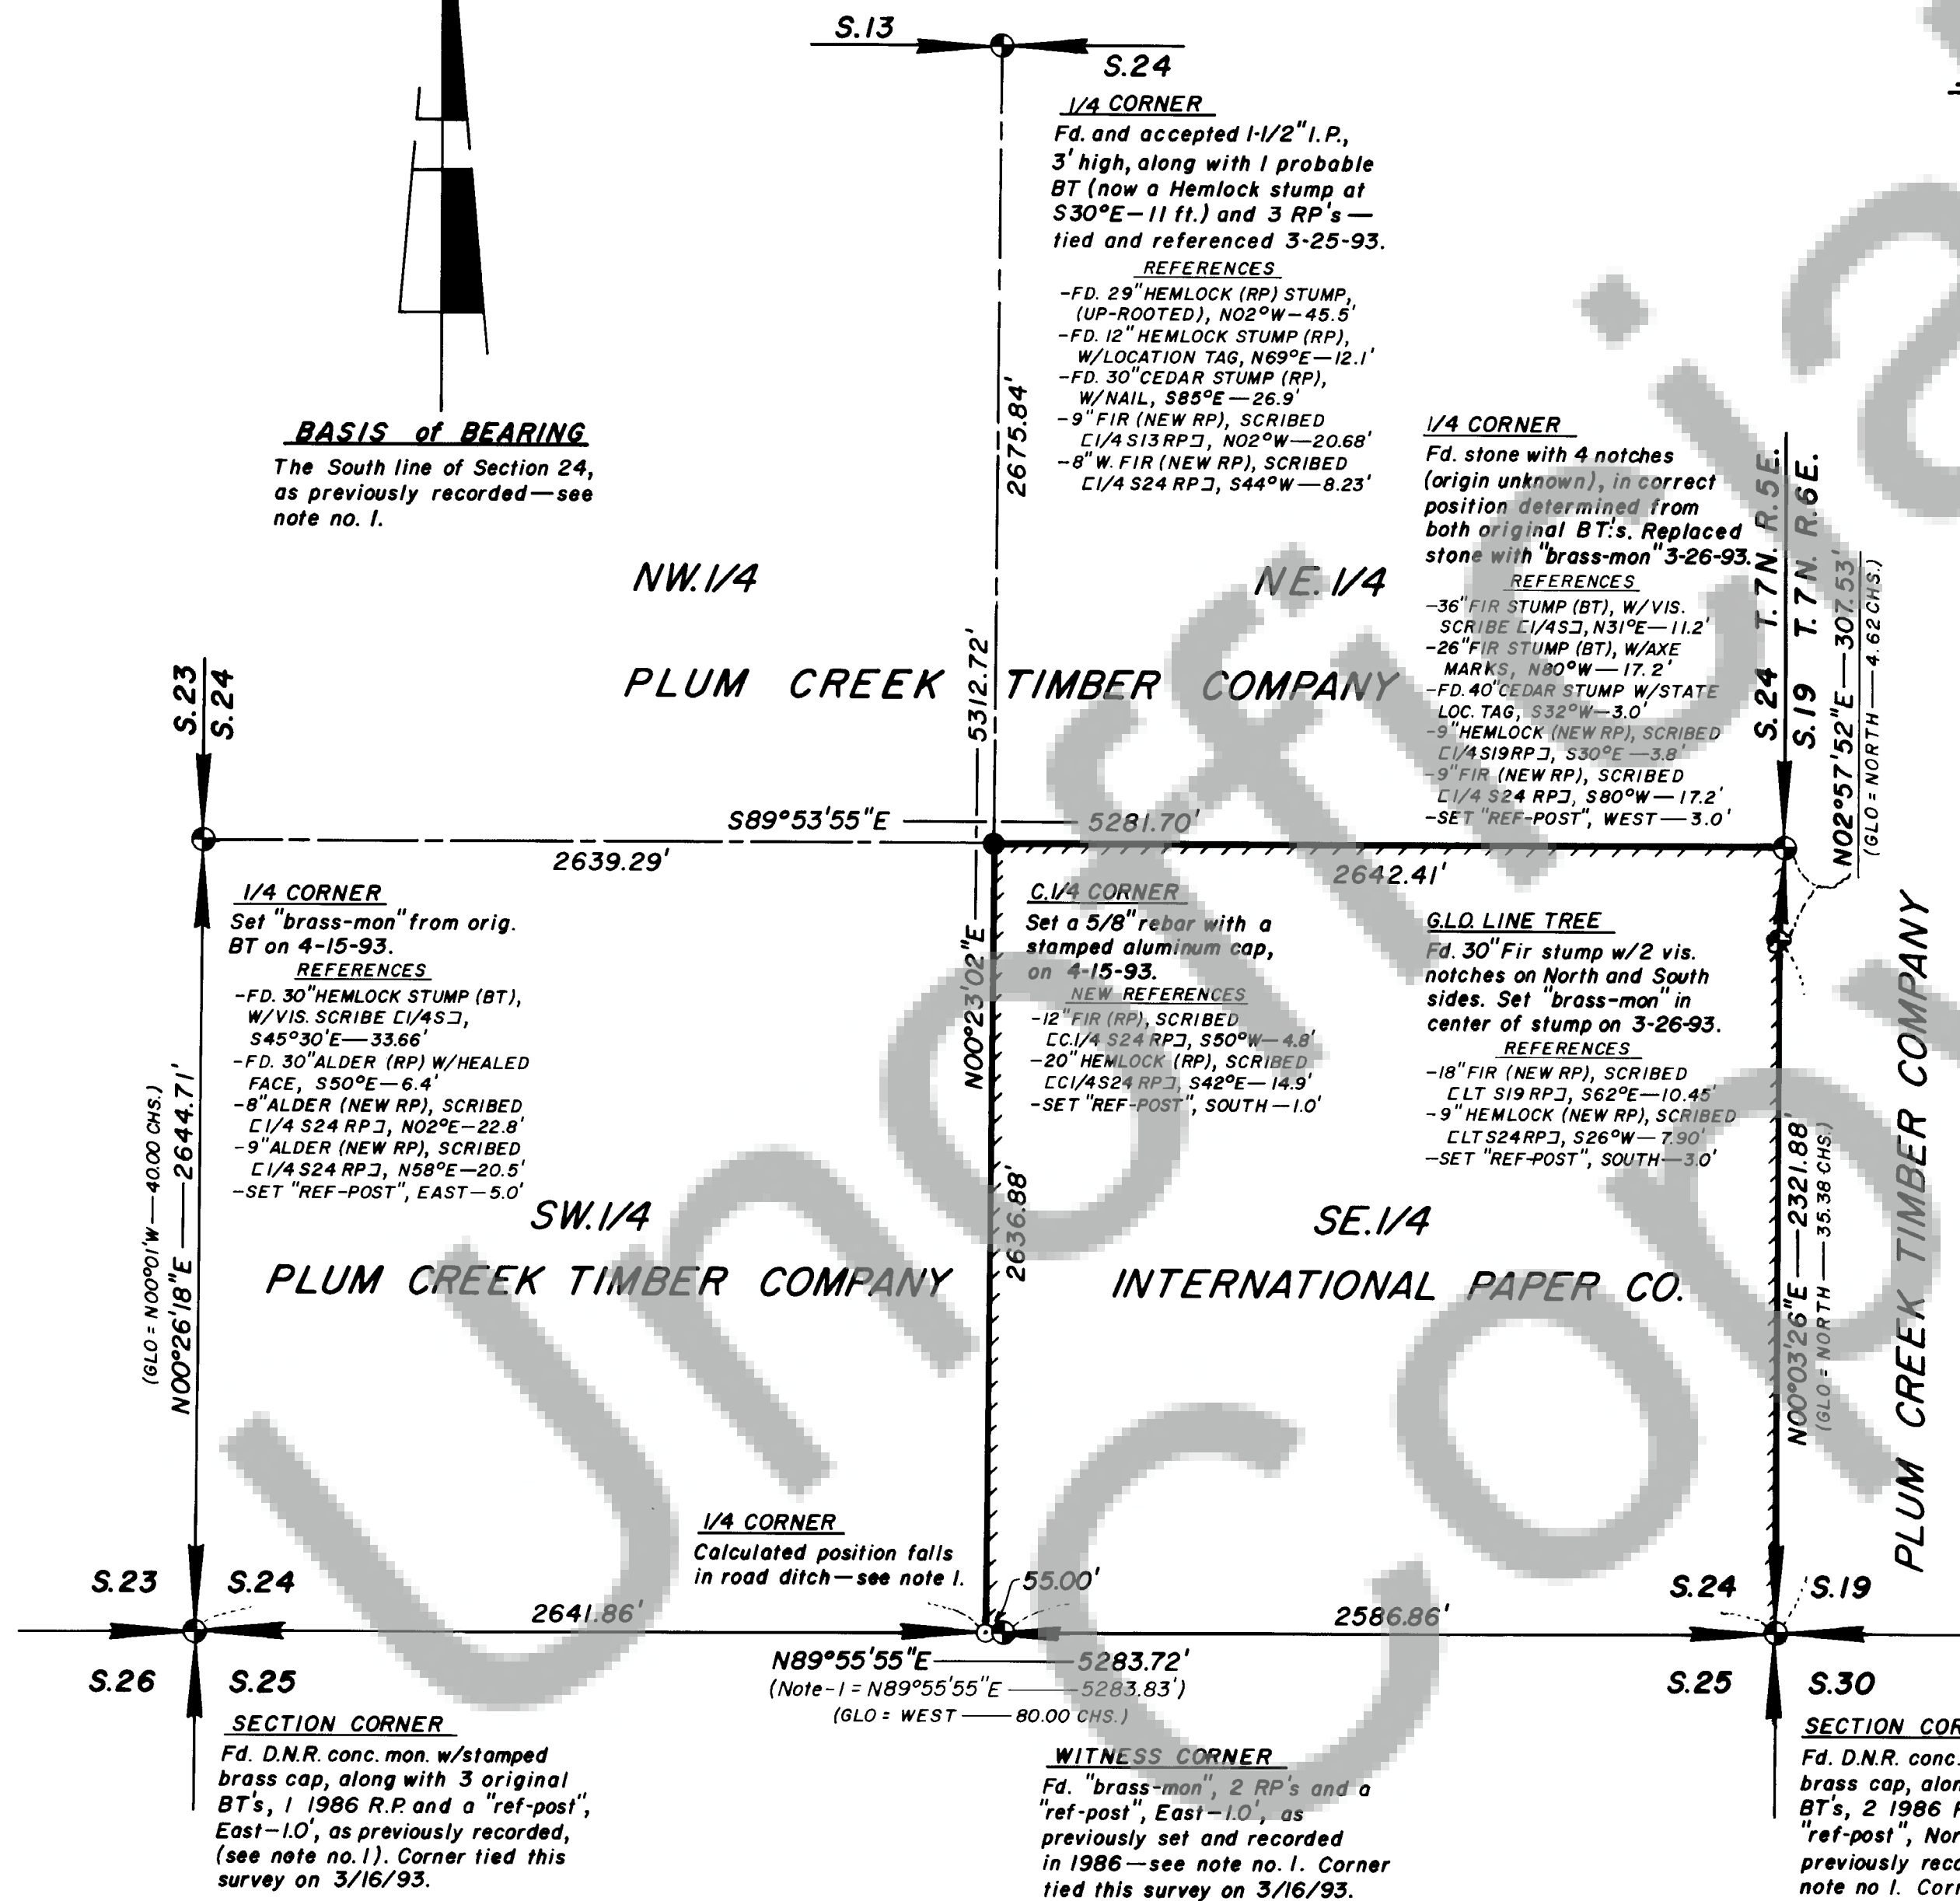 S.13
S.24
1/4 CORNER
Fd. and accepted 1-1/2" I.P.,
3' high, along with 1 probable
BT (now a Hemlock stump at
S30°E—11 ft.) and 3 RP's —
tied and referenced 3-25-93.
REFERENCES
-FD. 29"HEMLOCK (RP) STUMP,
(UP-ROOTED), N02°W—45.5'
-FD. 12"HEMLOCK STUMP (RP),
W/LOCATION TAG, N69°E—12.1'
-FD. 30"CEDAR STUMP (RP),
W/NAIL, S85°E—26.9'
-9"FIR (NEW RP), SCRIBED
[1/4 S13 RP], N02°W—20.68'
-8"W. FIR (NEW RP), SCRIBED
[1/4 S24 RP], S44°W—8.23'
2675.84'
BASIS of BEARING
The South line of Section 24,
as previously recorded—see
note no. 1.
1/4 CORNER
Fd. stone with 4 notches
(origin unknown), in correct
position determined from
both original BT.'s. Replaced
stone with "brass-mon" 3-26-93.
REFERENCES
-36"FIR STUMP (BT), W/VIS.
SCRIBE [1/4S], N31°E—11.2'
-26"FIR STUMP (BT), W/AXE
MARKS, N80°W—17.2'
-FD. 40"CEDAR STUMP W/STATE
LOC. TAG, S32°W—3.0'
-9"HEMLOCK (NEW RP), SCRIBED
[1/4S19RP], S30°E—3.8'
-9"FIR (NEW RP), SCRIBED
[1/4 S24 RP], S80°W—17.2'
-SET "REF-POST", WEST—3.0'
S.24 T.7N. R.5E.
S.19 T.7N. R.6E.
N02°57'52"E—307.53'
(GLO = NORTH—4.62 CHS.)
NW.1/4
NE.1/4
PLUM CREEK TIMBER COMPANY
S.23
S.24
S89°53'55"E — 5281.70'
2639.29'
2642.41'
N00°23'02"E — 5312.72'
1/4 CORNER
Set "brass-mon" from orig.
BT on 4-15-93.
REFERENCES
-FD. 30"HEMLOCK STUMP (BT),
W/VIS. SCRIBE [1/4S],
S45°30'E—33.66'
-FD. 30"ALDER (RP) W/HEALED
FACE, S50°E—6.4'
-8"ALDER (NEW RP), SCRIBED
[1/4 S24 RP], N02°E—22.8'
-9"ALDER (NEW RP), SCRIBED
[1/4 S24 RP], N58°E—20.5'
-SET "REF-POST", EAST—5.0'
C.1/4 CORNER
Set a 5/8" rebar with a
stamped aluminum cap,
on 4-15-93.
NEW REFERENCES
-12"FIR (RP), SCRIBED
[C.1/4 S24 RP], S50°W—4.8'
-20"HEMLOCK (RP), SCRIBED
[C1/4S24 RP], S42°E—14.9'
-SET "REF-POST", SOUTH—1.0'
G.L.O. LINE TREE
Fd. 30"Fir stump w/2 vis.
notches on North and South
sides. Set "brass-mon" in
center of stump on 3-26-93.
REFERENCES
-18"FIR (NEW RP), SCRIBED
[LT S19 RP], S62°E—10.45'
-9"HEMLOCK (NEW RP), SCRIBED
[LTS24RP], S26°W—7.90'
-SET "REF-POST", SOUTH—3.0'
(GLO = N00°01'W—40.00 CHS.)
N00°26'18"E—2644.71'
2636.88'
N00°03'26"E—2321.88'
(GLO = NORTH—35.38 CHS.)
PLUM CREEK TIMBER COMPANY
SW.1/4
SE.1/4
PLUM CREEK TIMBER COMPANY
INTERNATIONAL PAPER CO.
1/4 CORNER
Calculated position falls
in road ditch—see note 1.
55.00'
S.23
S.24
S.24
S.19
2641.86'
2586.86'
N89°55'55"E—5283.72'
(Note-1 = N89°55'55"E—5283.83')
(GLO = WEST—80.00 CHS.)
S.26
S.25
S.25
S.30
SECTION CORNER
Fd. D.N.R. conc. mon. w/stamped
brass cap, along with 3 original
BT's, 1 1986 R.P. and a "ref-post",
East-1.0', as previously recorded,
(see note no. 1). Corner tied this
survey on 3/16/93.
WITNESS CORNER
Fd. "brass-mon", 2 RP's and a
"ref-post", East-1.0', as
previously set and recorded
in 1986—see note no. 1. Corner
tied this survey on 3/16/93.
SECTION COR
Fd. D.N.R. conc.
brass cap, alon
BT's, 2 1986
"ref-post", Nor
previously reco
note no 1. Corn
Unofficial
Copy